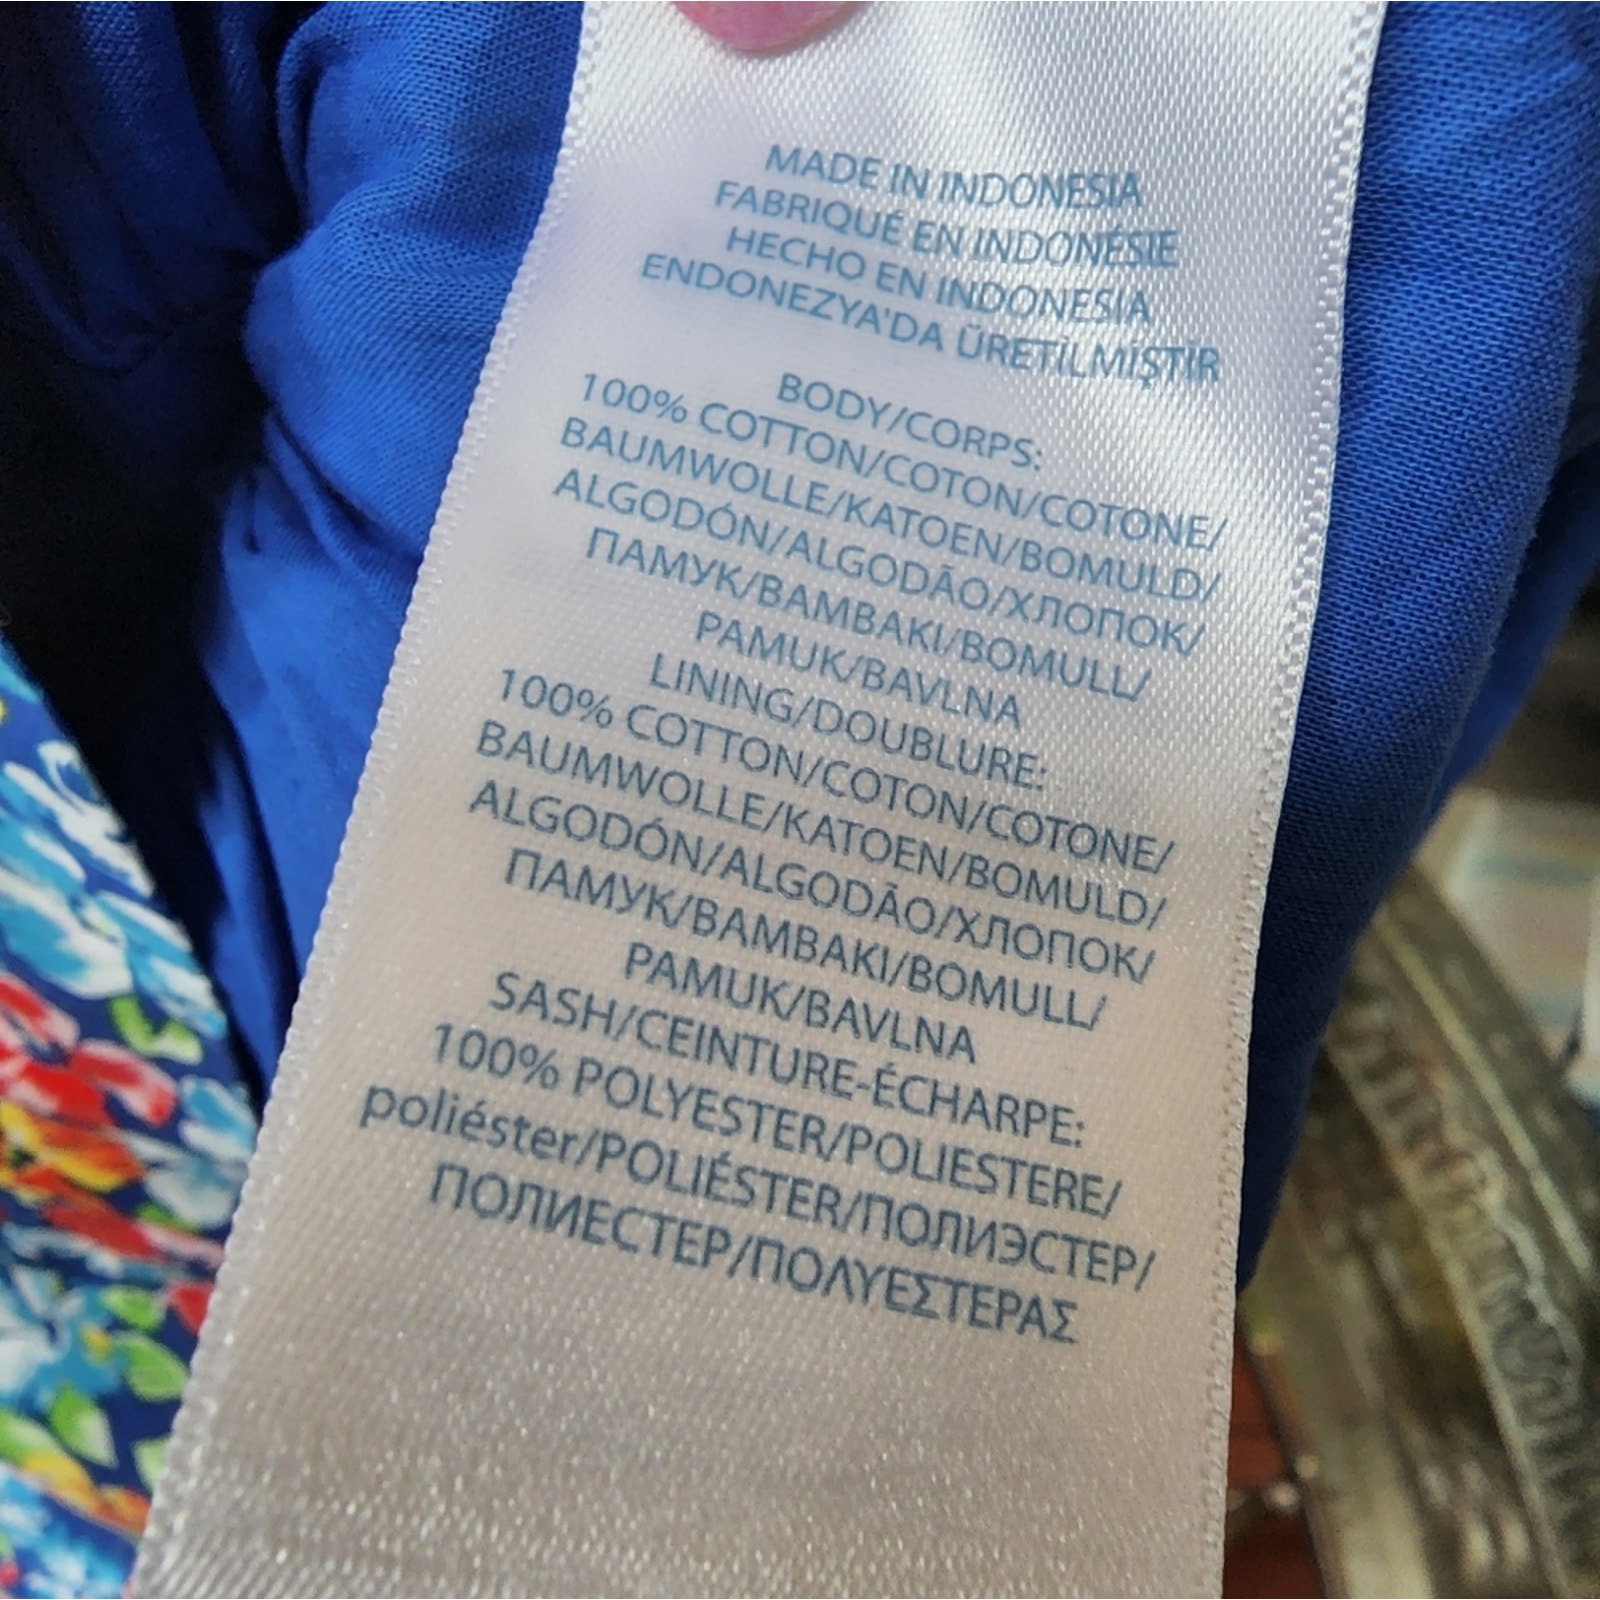 MADE IN INDONESIA
FABRIQUÉ EN INDONÉSIE
HECHO EN INDONESIA
ENDONEZYA'DA ÜRETİLMİŞTİR
BODY/CORPS:
100% COTTON/COTON/COTONE/
BAUMWOLLE/KATOEN/BOMULD/
ALGODÓN/ALGODÃO/ХЛОПОК/
ПАМУК/ΒΑΜΒΑΚΙ/BOMULL/
PAMUK/BAVLNA
LINING/DOUBLURE:
100% COTTON/COTON/COTONE/
BAUMWOLLE/KATOEN/BOMULD/
ALGODÓN/ALGODÃO/ХЛОПОК/
ПАМУК/ΒΑΜΒΑΚΙ/BOMULL/
PAMUK/BAVLNA
SASH/CEINTURE-ÉCHARPE:
100% POLYESTER/POLIESTERE/
poliéster/POLIÉSTER/ПОЛИЭСТЕР/
ПОЛИЕСТЕР/ΠΟΛΥΕΣΤΕΡΑΣ